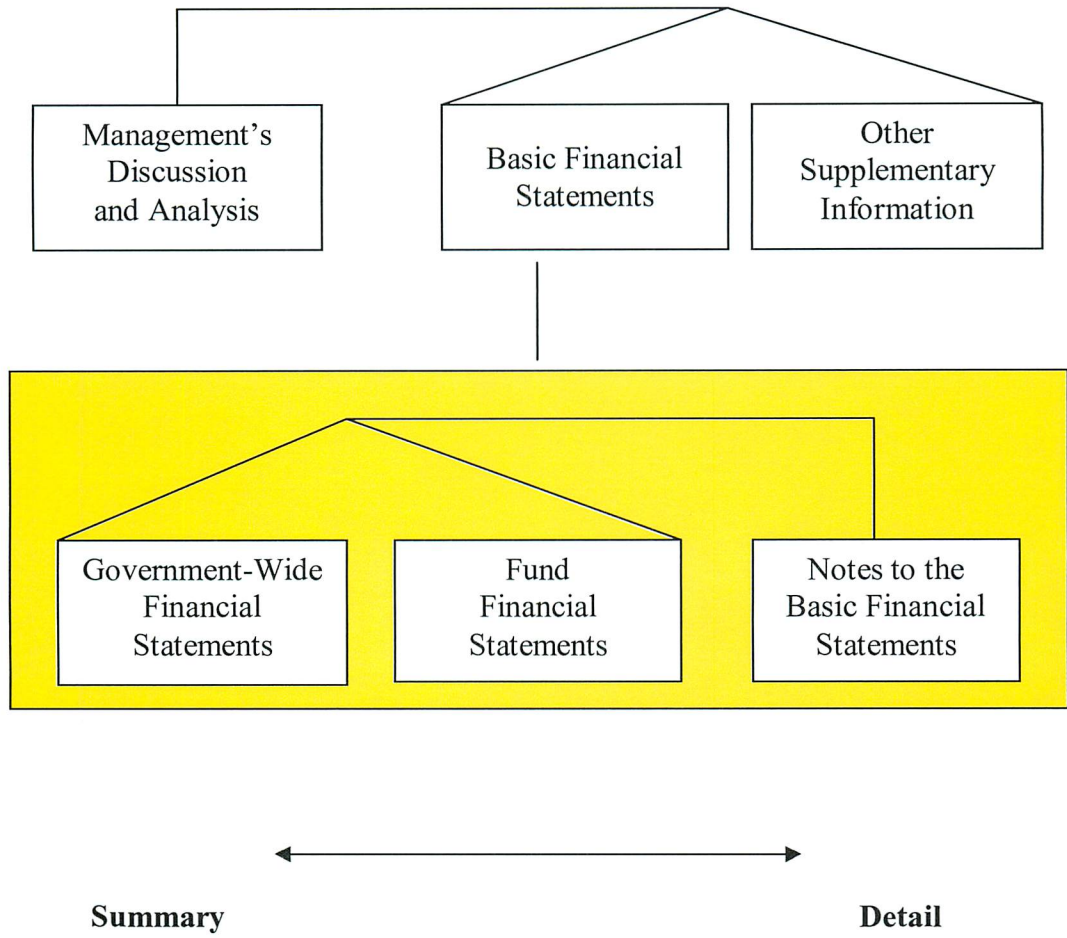 Management’s
Discussion
and Analysis
Basic Financial
Statements
Other
Supplementary
Information
Government-Wide
Financial
Statements
Fund
Financial
Statements
Notes to the
Basic Financial
Statements
Summary
Detail